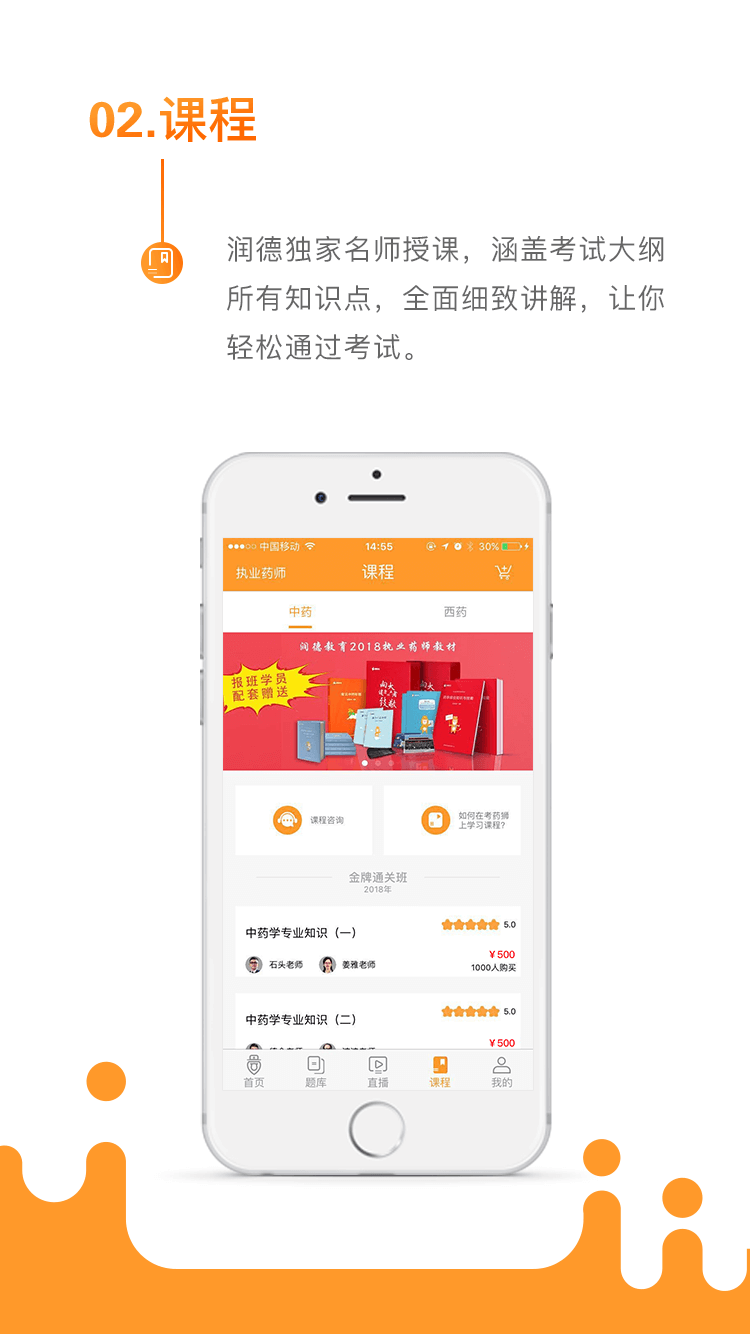 02.课程
润德独家名师授课，涵盖考试大纲
所有知识点，全面细致讲解，让你
轻松通过考试。
中国移动 14:55 30%
执业药师 课程
中药 西药
润德教育2018执业药师教材
报班学员
配套赠送
课程咨询
如何在考药狮
上学习课程?
金牌通关班
2018年
中药学专业知识（一） 5.0
¥500
石头老师 姜雅老师 1000人购买
中药学专业知识（二） 5.0
¥500
首页 题库 直播 课程 我的